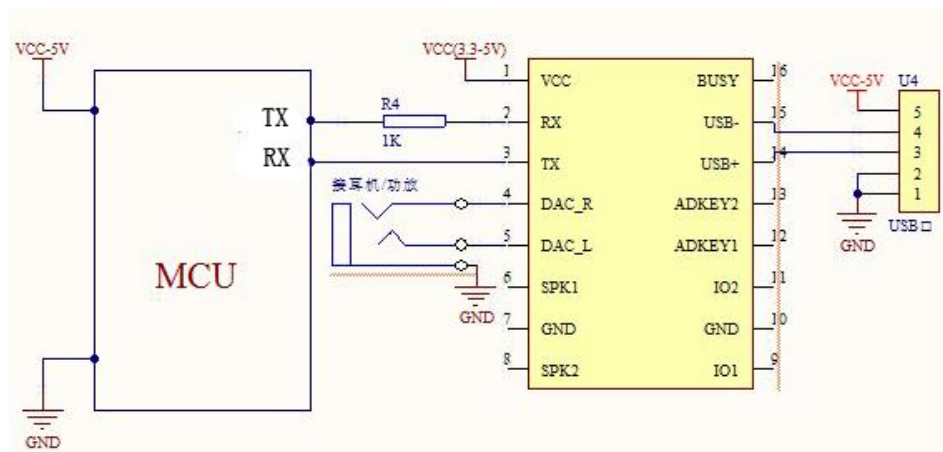 VCC-5V
MCU
TX
RX
GND
R4
1K
接耳机/功放
GND
VCC(3.3-5V)
1 VCC BUSY 16
2 RX USB- 15
3 TX USB+ 14
4 DAC_R ADKEY2 13
5 DAC_L ADKEY1 12
6 SPK1 IO2 11
7 GND GND 10
8 SPK2 IO1 9
VCC-5V
U4
5
4
3
2
1
USB口
GND